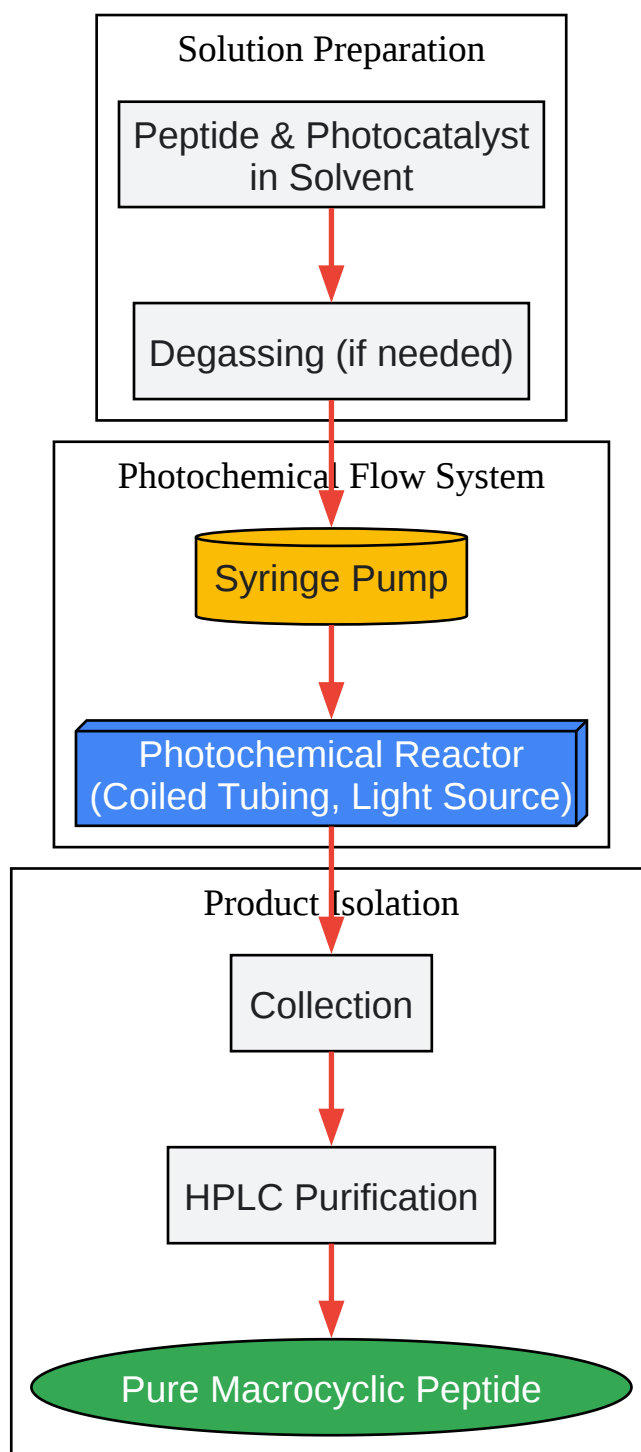 Solution Preparation
Peptide & Photocatalyst
in Solvent
Degassing (if needed)
Photochemical Flow System
Syringe Pump
Photochemical Reactor
(Coiled Tubing, Light Source)
Product Isolation
Collection
HPLC Purification
Pure Macrocyclic Peptide